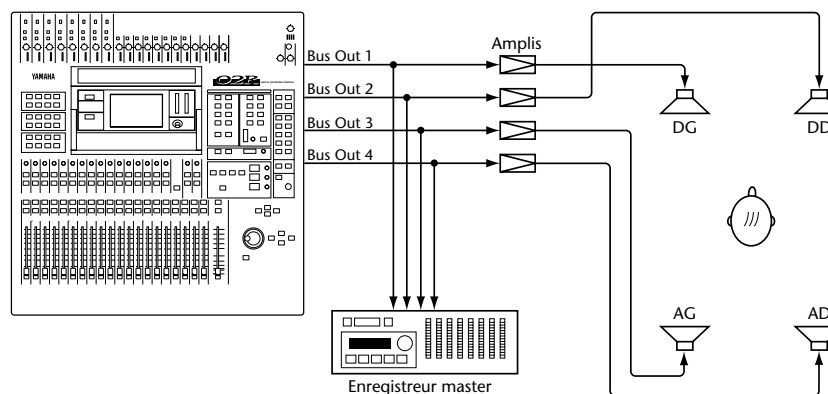 Bus Out 1
Amplis
YAMAHA
02R
Bus Out 2
DG
DD
Bus Out 3
Bus Out 4
AG
AD
Enregistreur master